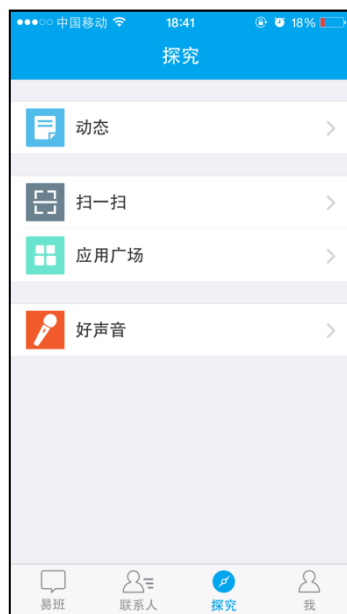 中国移动 18:41 18%
探究
动态
扫一扫
应用广场
好声音
易班 联系人 探究 我